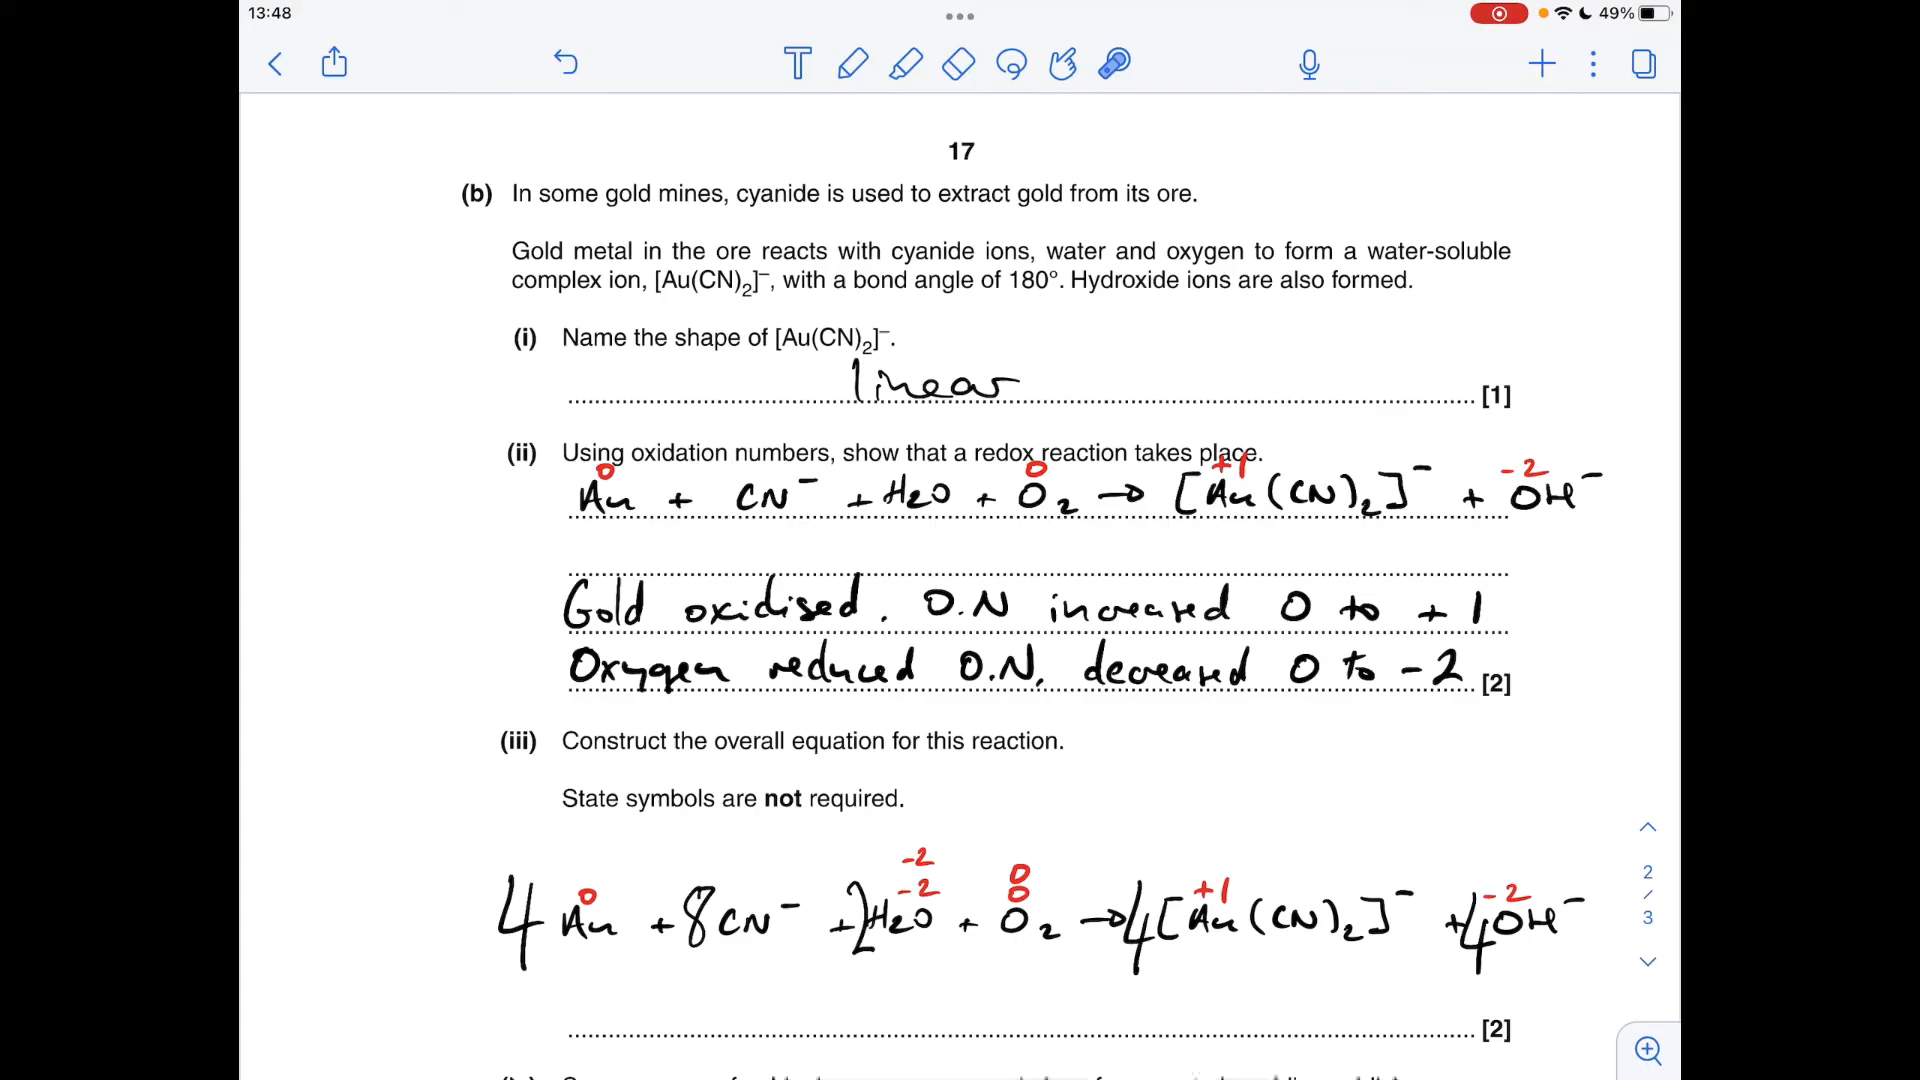 13:48
49%
17
(b) In some gold mines, cyanide is used to extract gold from its ore.
Gold metal in the ore reacts with cyanide ions, water and oxygen to form a water-soluble
complex ion, [Au(CN)₂]⁻, with a bond angle of 180°. Hydroxide ions are also formed.
(i) Name the shape of [Au(CN)₂]⁻.
linear
[1]
(ii) Using oxidation numbers, show that a redox reaction takes place.
0 0 +1 -2
Au + CN⁻ + H2O + O₂ → [Au(CN)₂]⁻ + OH⁻
Gold oxidised. O.N increased 0 to +1
Oxygen reduced O.N. decreased 0 to -2 [2]
(iii) Construct the overall equation for this reaction.
State symbols are not required.
-2 0
0 -2 0 +1 -2
4Au + 8CN⁻ + 2H2O + O₂ → 4[Au(CN)₂]⁻ + 4OH⁻
[2]
2
/
3